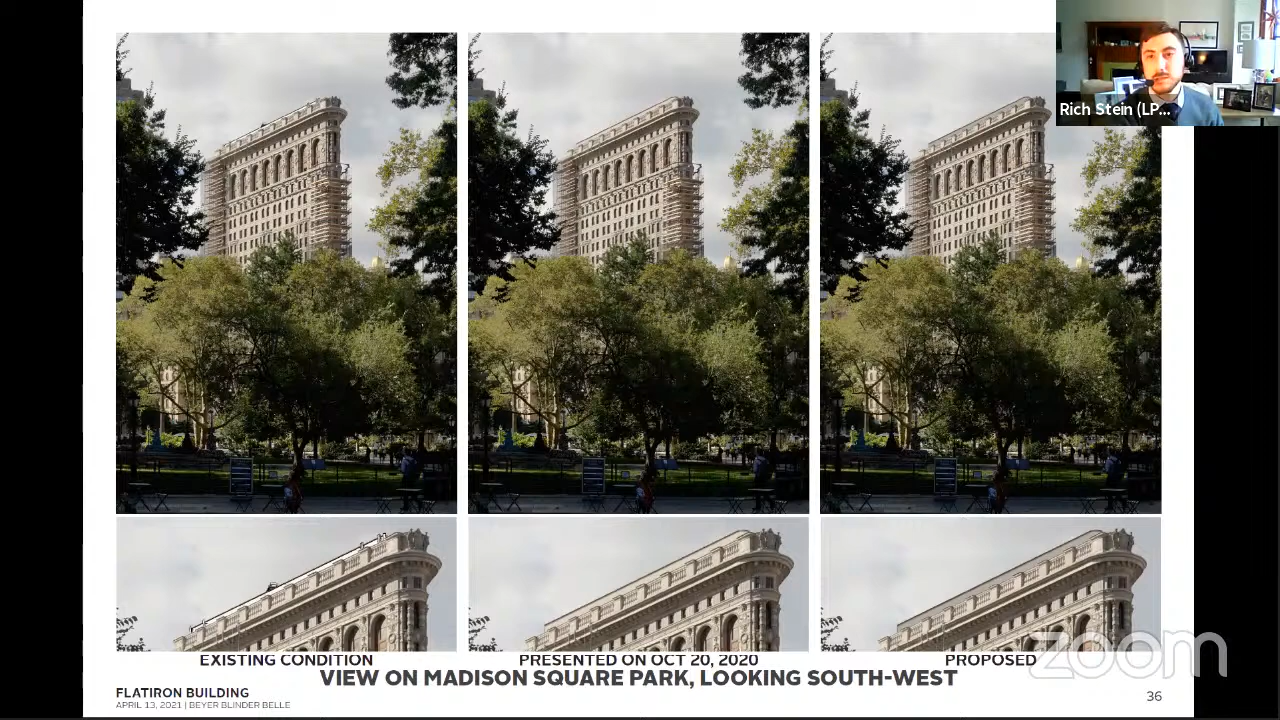 Rich Stein (LP...
EXISTING CONDITION
PRESENTED ON OCT 20, 2020
PROPOSED
zoom
VIEW ON MADISON SQUARE PARK, LOOKING SOUTH-WEST
FLATIRON BUILDING
APRIL 13, 2021 | BEYER BLINDER BELLE
36